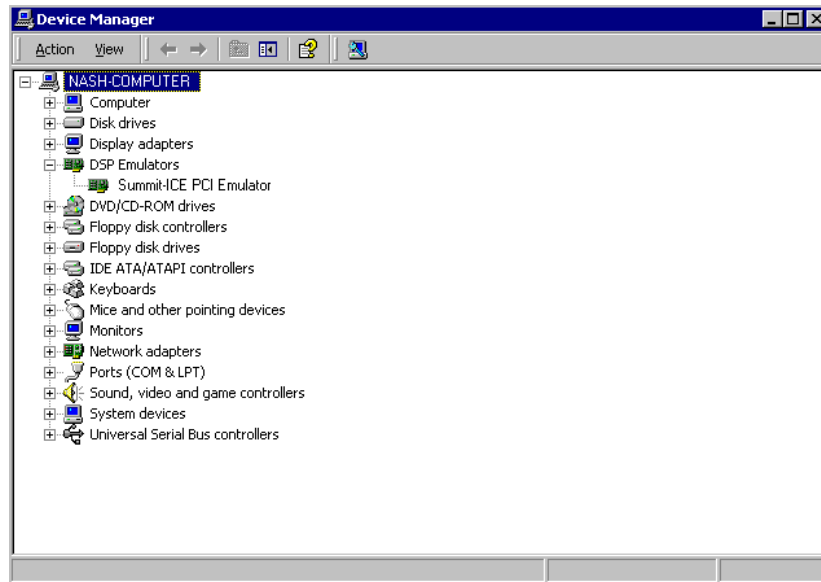 Device Manager
Action View
NASH-COMPUTER
Computer
Disk drives
Display adapters
DSP Emulators
Summit-ICE PCI Emulator
DVD/CD-ROM drives
Floppy disk controllers
Floppy disk drives
IDE ATA/ATAPI controllers
Keyboards
Mice and other pointing devices
Monitors
Network adapters
Ports (COM & LPT)
Sound, video and game controllers
System devices
Universal Serial Bus controllers